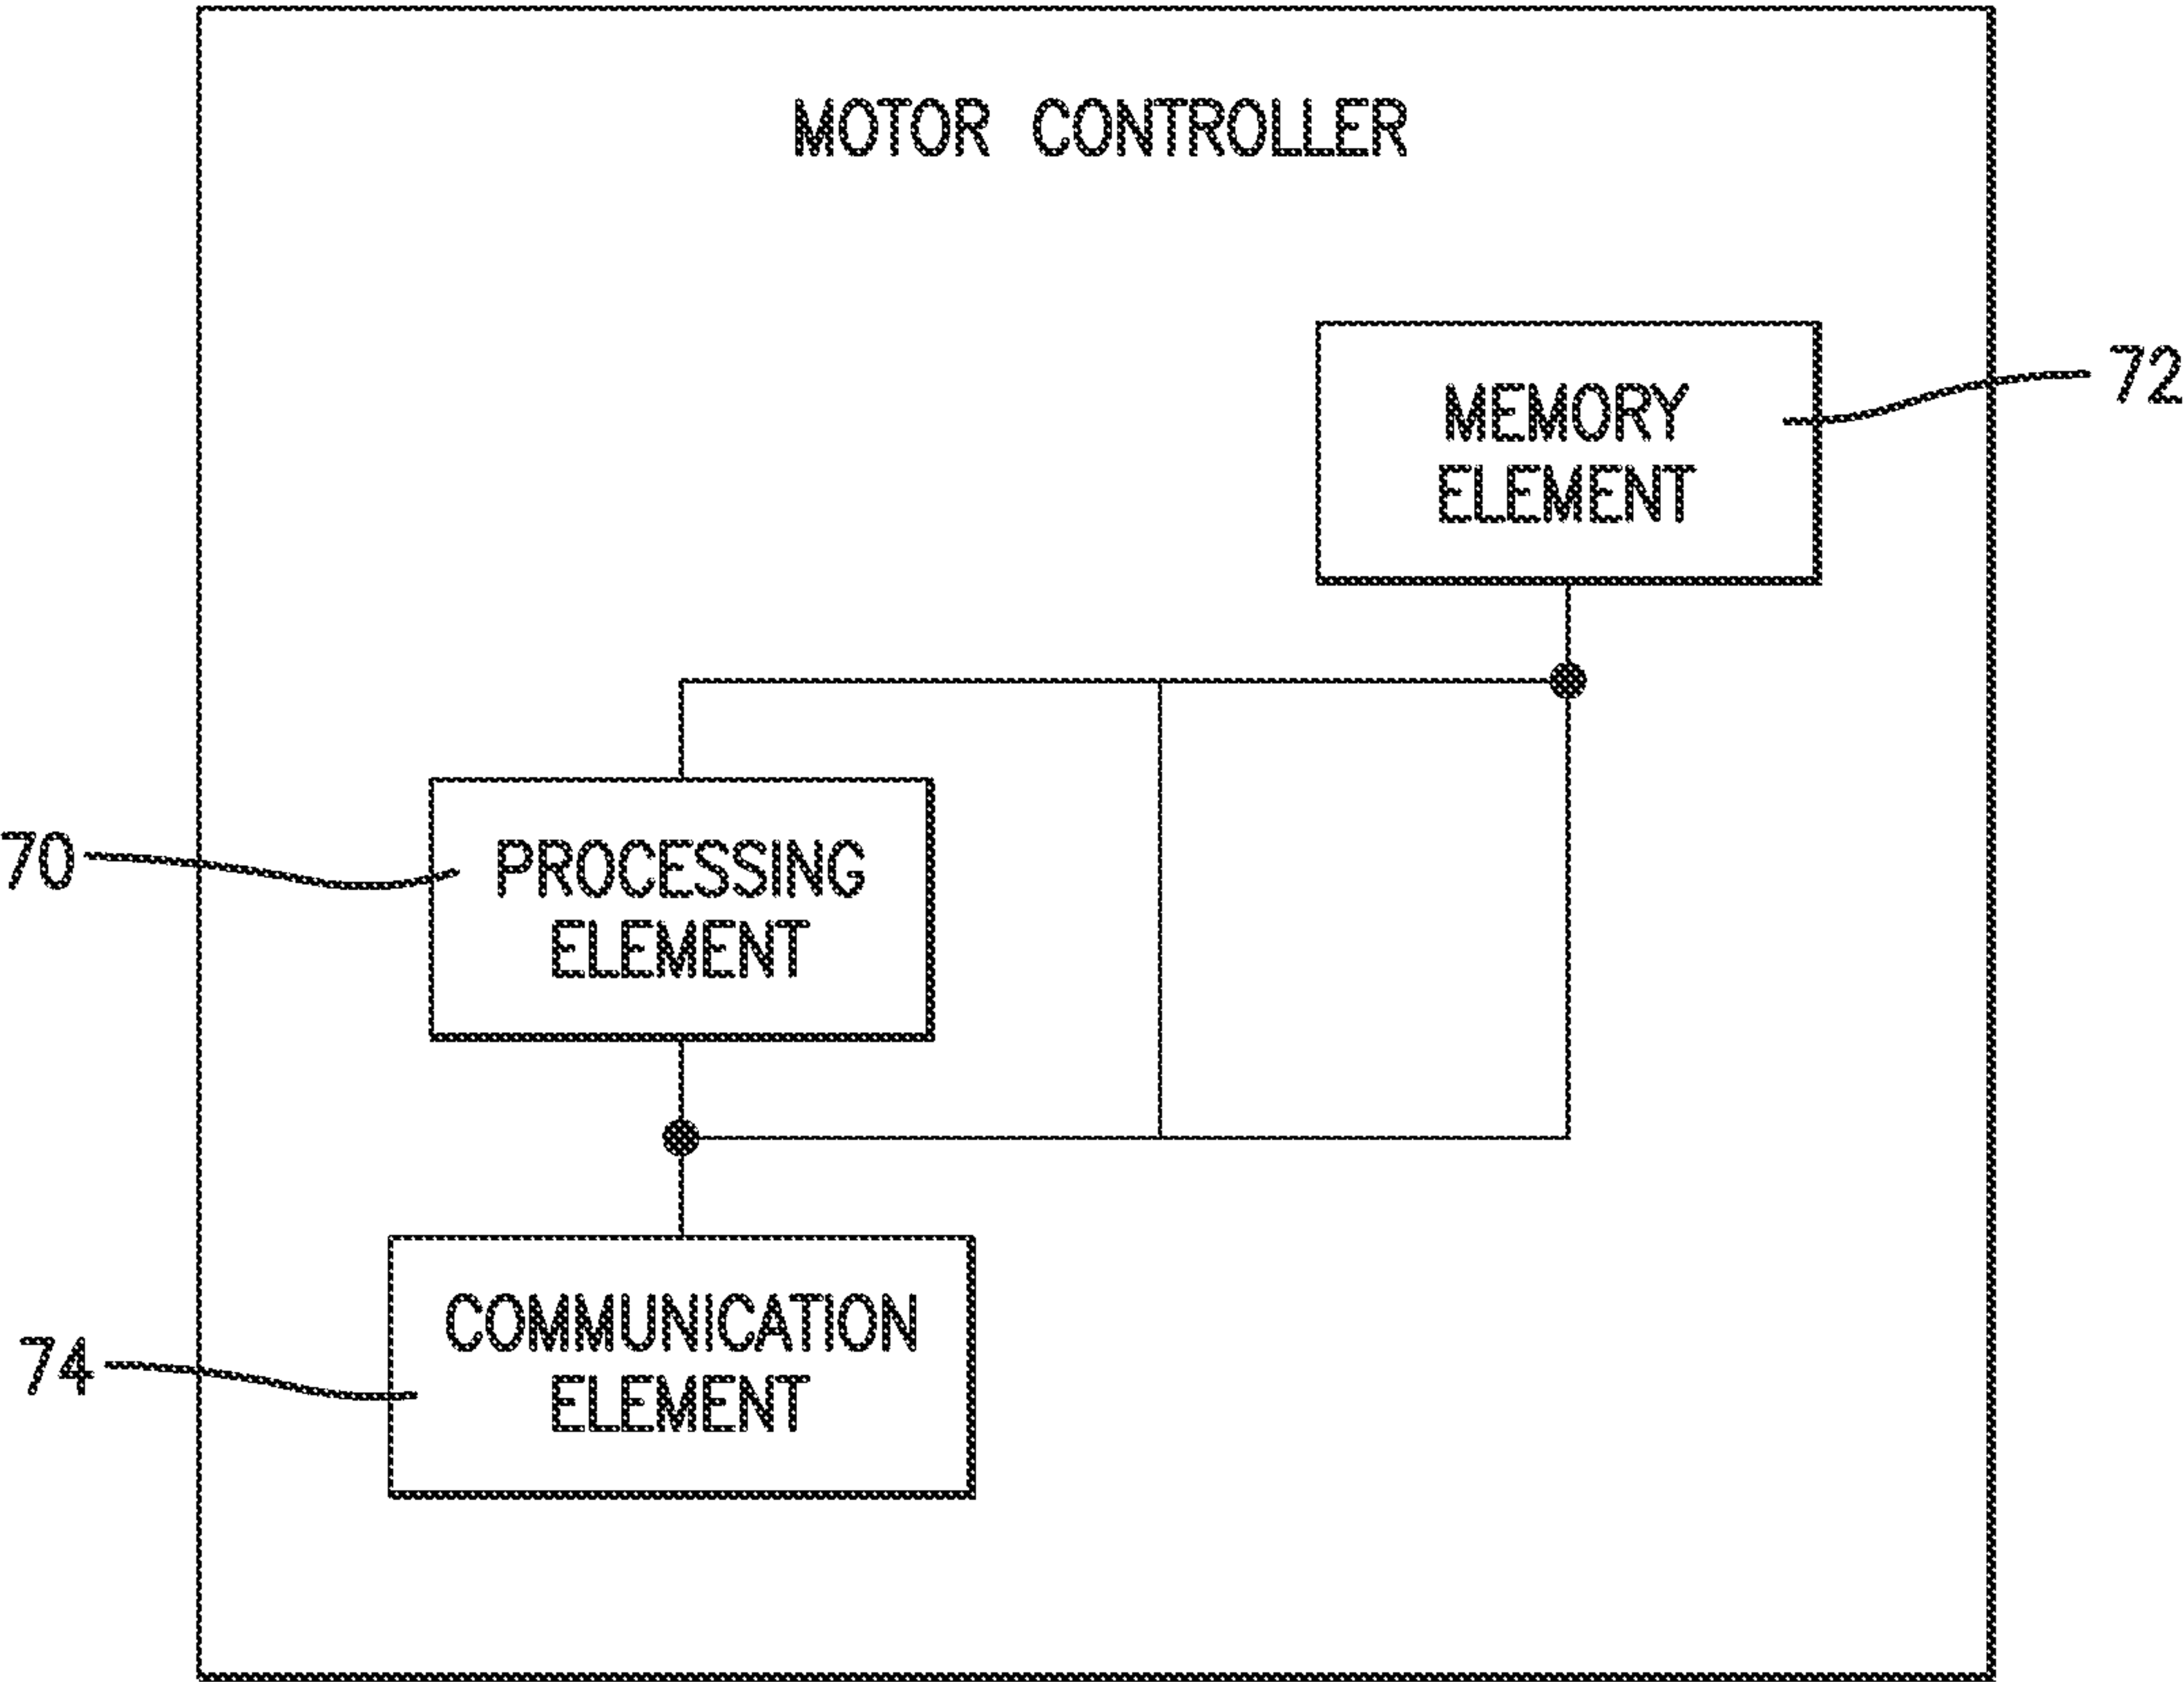 MOTOR CONTROLLER
MEMORY
ELEMENT
72
70
PROCESSING
ELEMENT
COMMUNICATION
ELEMENT
74